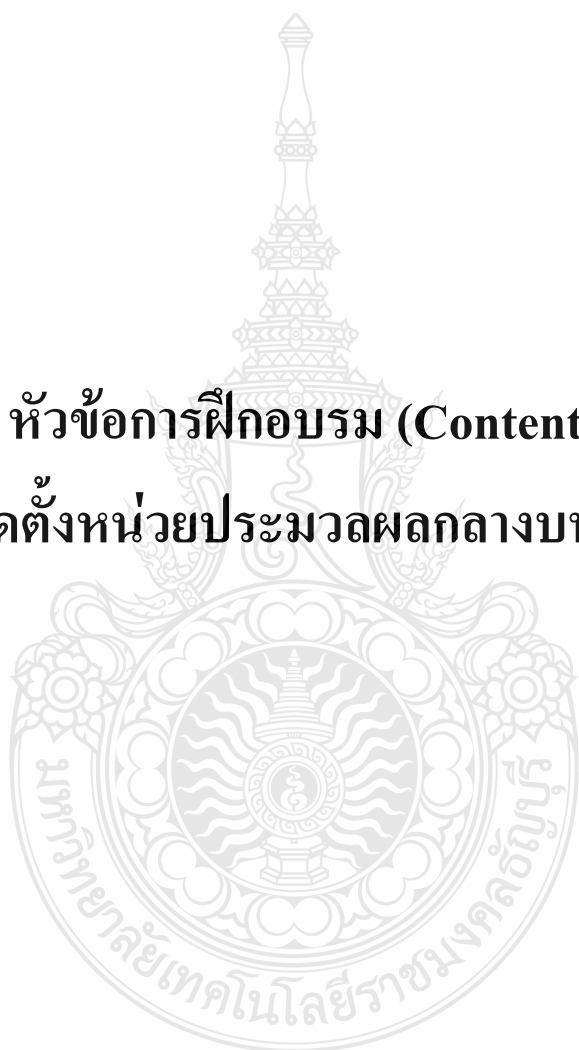 หัวข้อการฝึกอบรม (Content
ตั้งหน่วยประมวลผลกลางบ
มหาวิทยาลัยเทคโนโลยีราชมงคลธัญบุรี